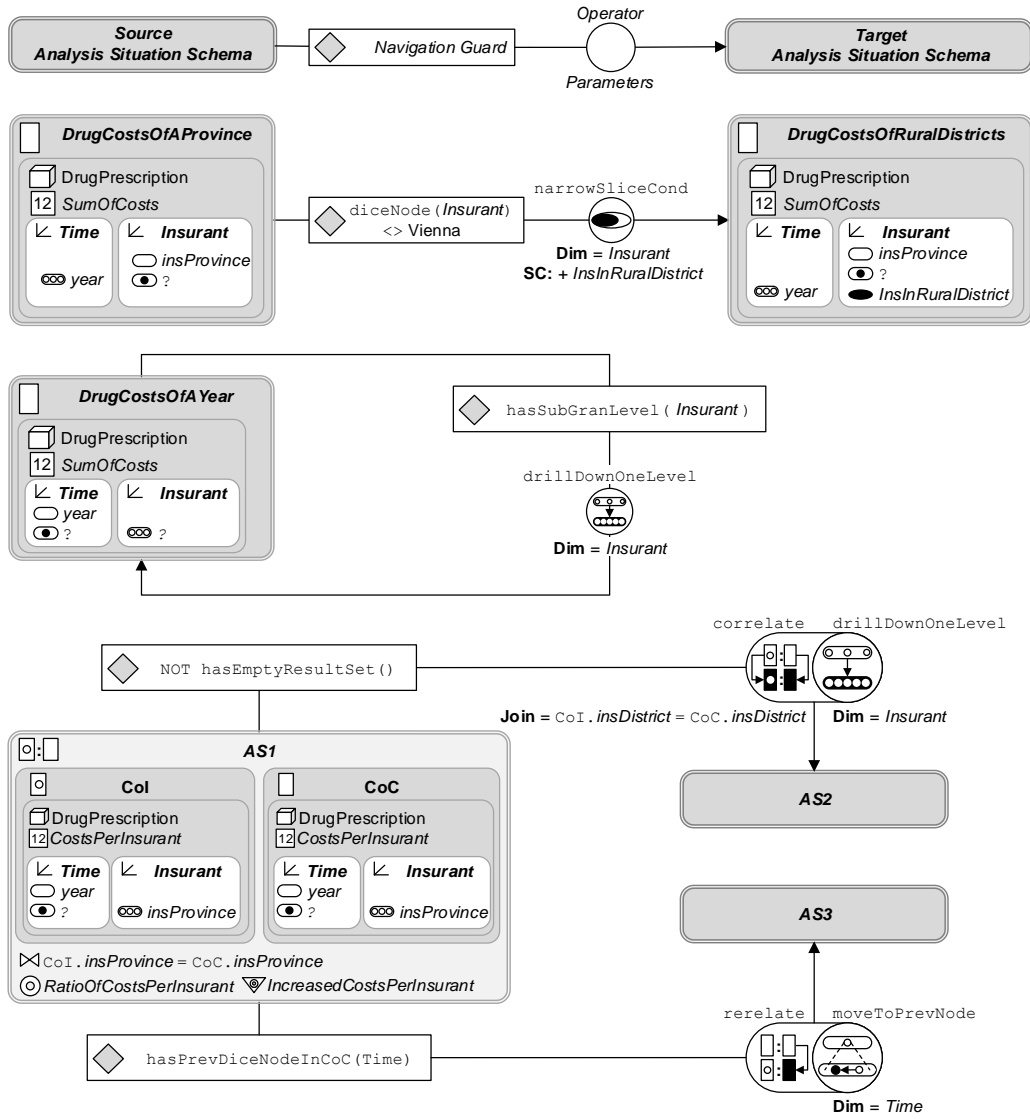 Source
Analysis Situation Schema
Navigation Guard
Operator
Parameters
Target
Analysis Situation Schema
DrugCostsOfAProvince
DrugPrescription
12 SumOfCosts
Time
year
Insurant
insProvince
?
diceNode(Insurant)
<> Vienna
narrowSliceCond
Dim = Insurant
SC: + InsInRuralDistrict
DrugCostsOfRuralDistricts
DrugPrescription
12 SumOfCosts
Time
year
Insurant
insProvince
?
InsInRuralDistrict
DrugCostsOfAYear
DrugPrescription
12 SumOfCosts
Time
year
?
Insurant
?
hasSubGranLevel( Insurant )
drillDownOneLevel
Dim = Insurant
NOT hasEmptyResultSet()
correlate drillDownOneLevel
:
Join = CoI.insDistrict = CoC.insDistrict Dim = Insurant
: AS1
CoI
DrugPrescription
12 CostsPerInsurant
Time
year
?
Insurant
insProvince
CoC
DrugPrescription
12 CostsPerInsurant
Time
year
?
Insurant
insProvince
CoI.insProvince = CoC.insProvince
RatioOfCostsPerInsurant IncreasedCostsPerInsurant
AS2
AS3
hasPrevDiceNodeInCoC(Time)
rerelate moveToPrevNode
:
:
Dim = Time